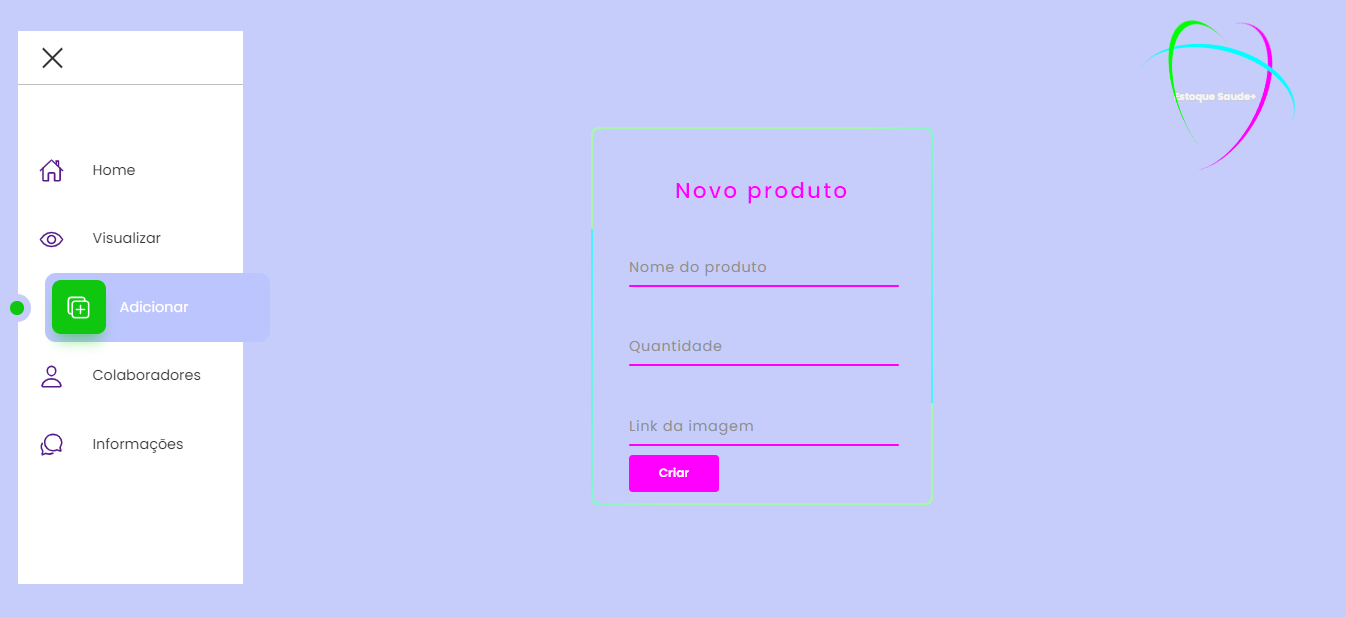 Estoque Saude+
Home
Visualizar
Adicionar
Colaboradores
Informações
Novo produto
Nome do produto
Quantidade
Link da imagem
Criar